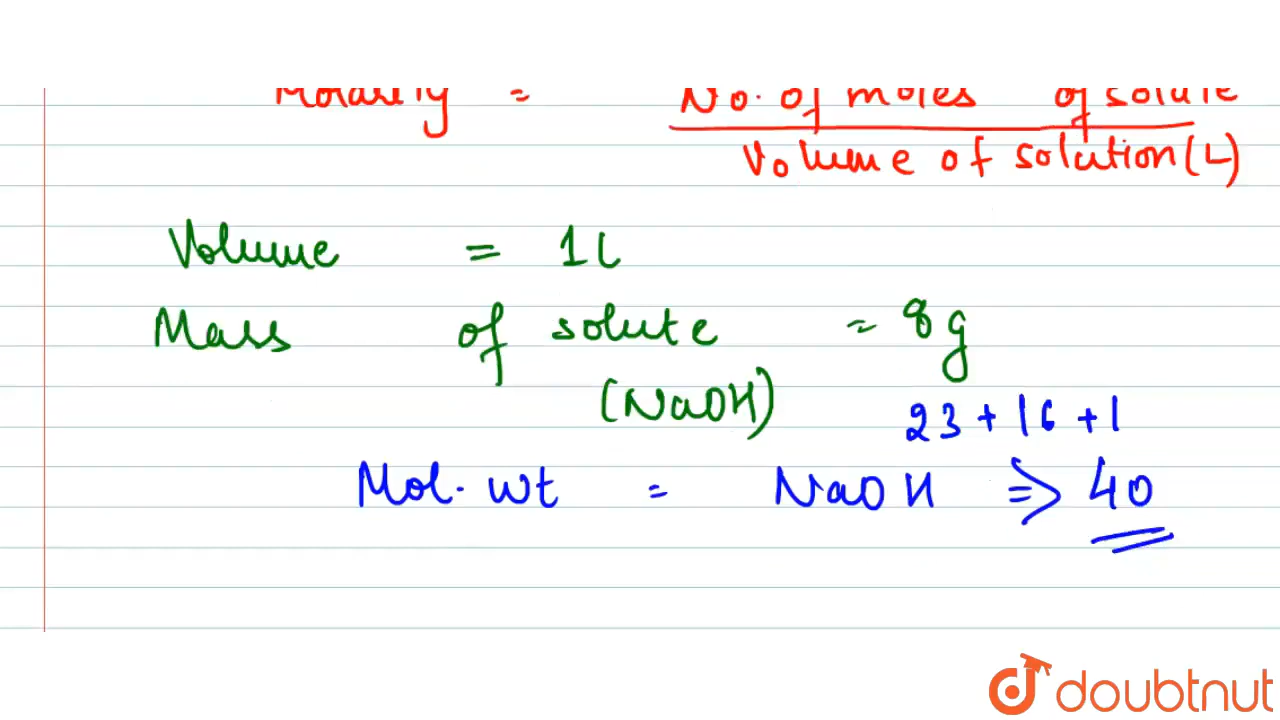 Molarity = No. of moles of solute
Volume of solution (L)
Volume = 1L
Mass of solute = 8g
(NaOH)
23 + 16 + 1
Mol. wt = NaOH ⇒ 40
doubtnut